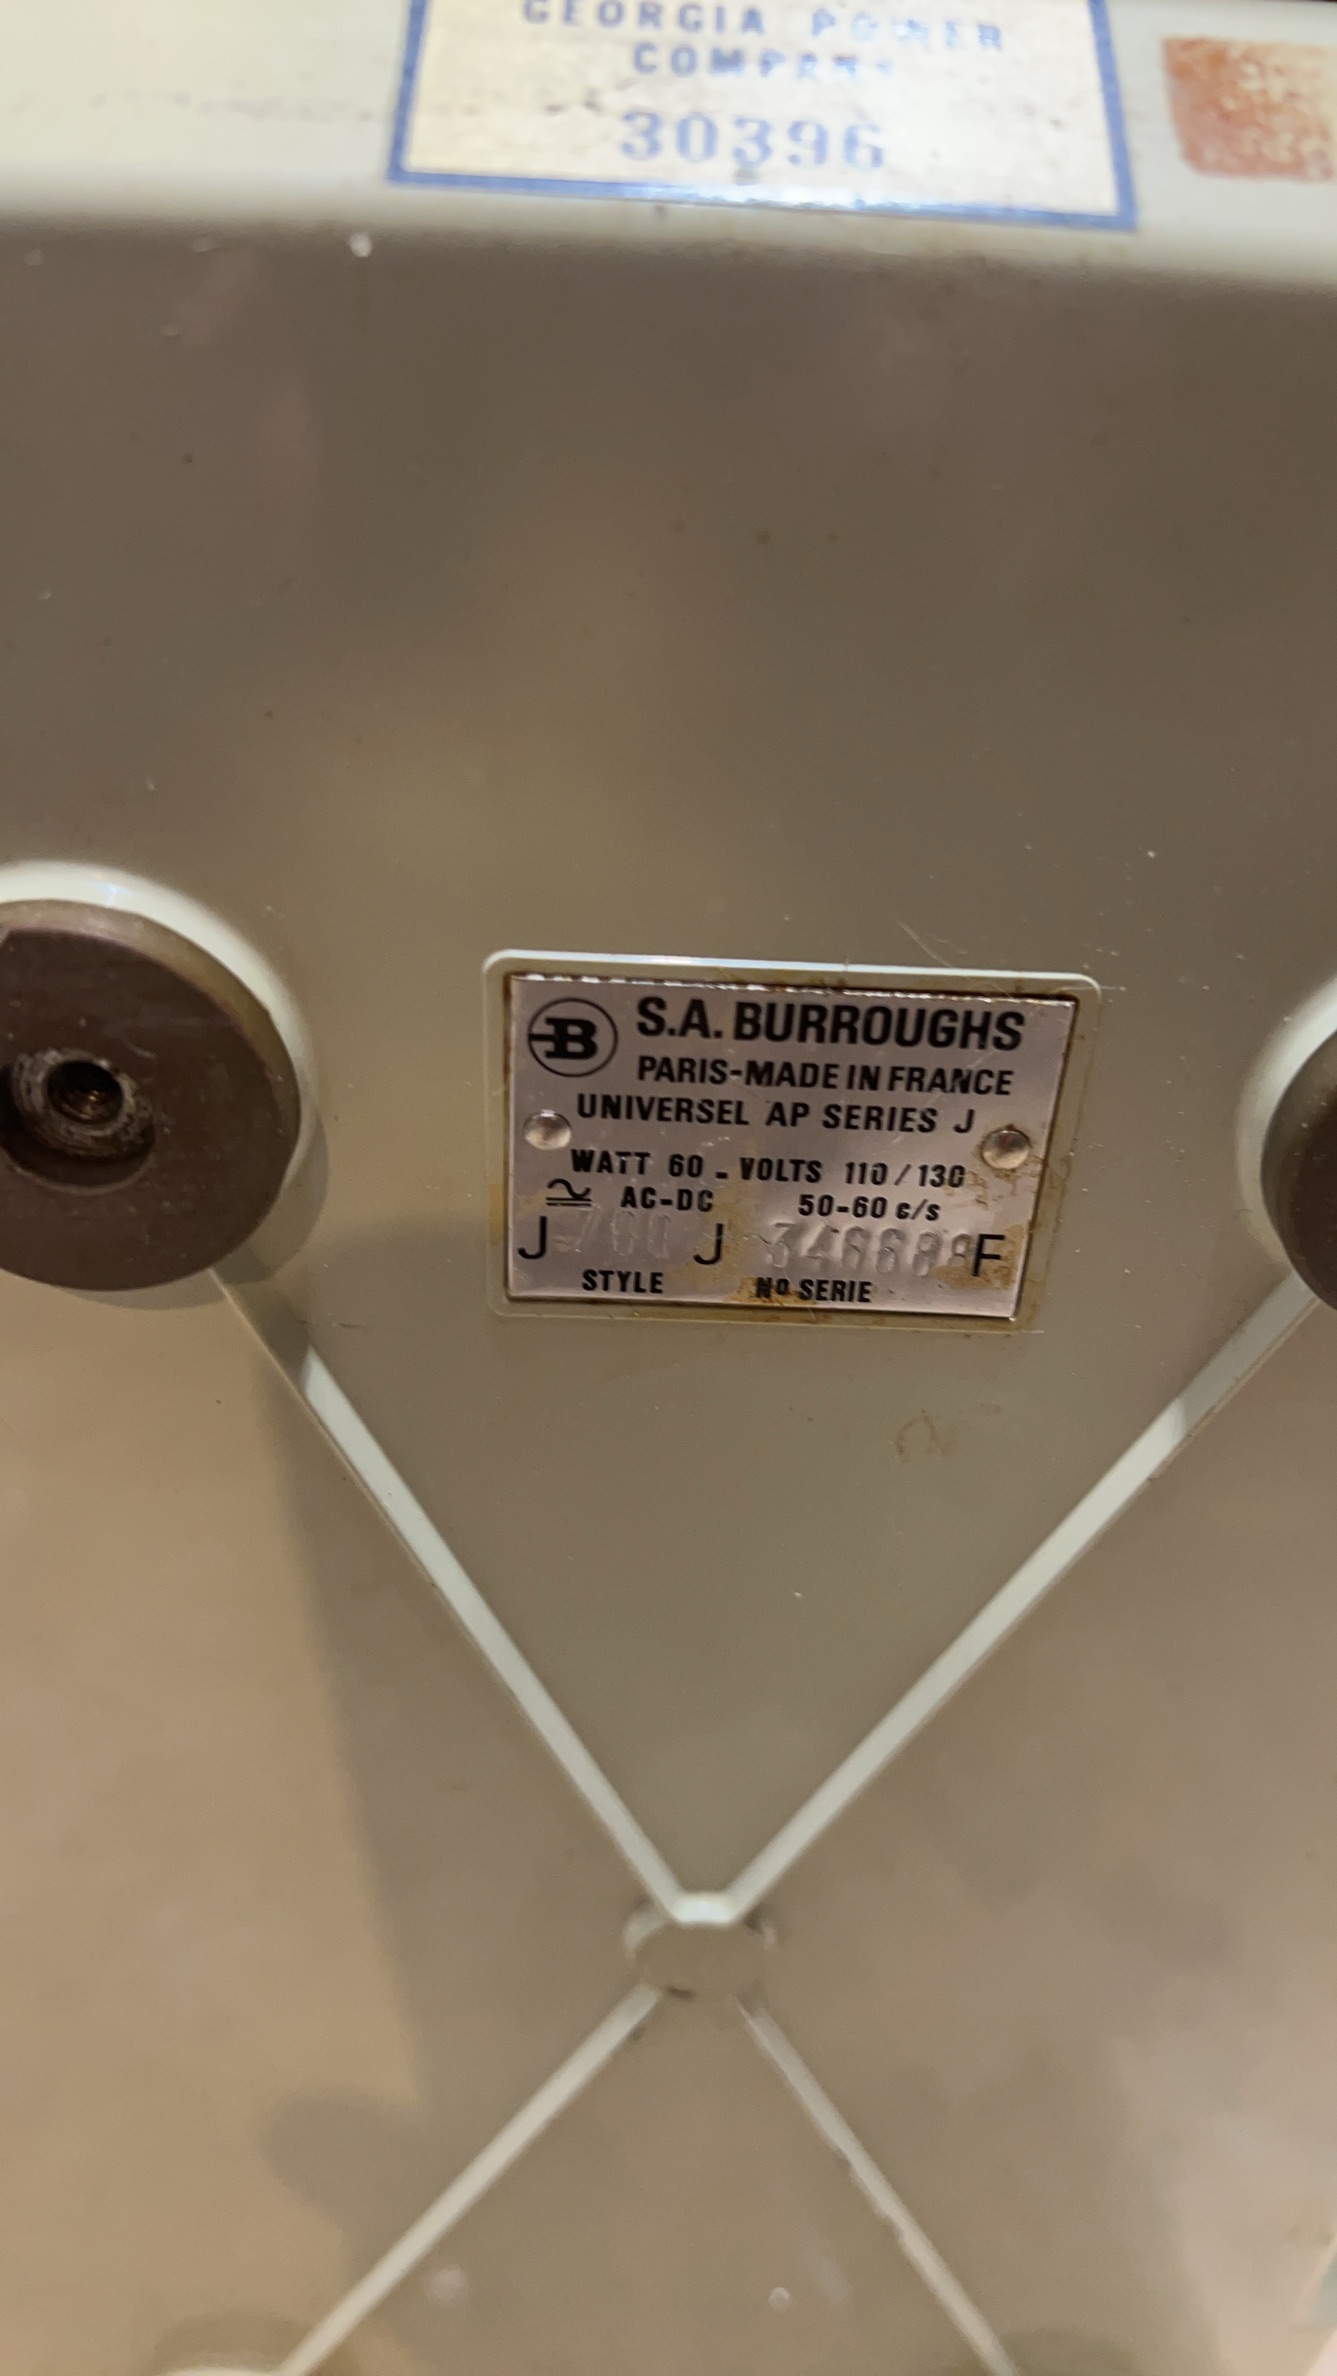 GEORGIA POWER
COMPANY
30396
B
S.A. BURROUGHS
PARIS-MADE IN FRANCE
UNIVERSEL AP SERIES J
WATT 60 - VOLTS 110/130
AC-DC 50-60 c/s
J 700 J F
STYLE No SERIE